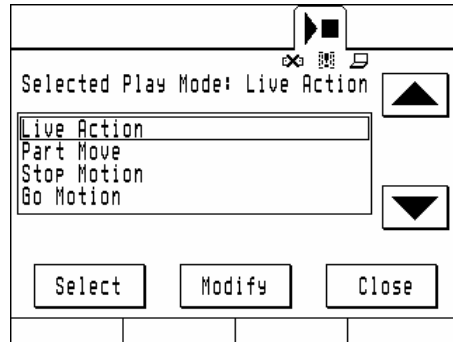 Selected Play Mode: Live Action
Live Action
Part Move
Stop Motion
Go Motion
Select Modify Close